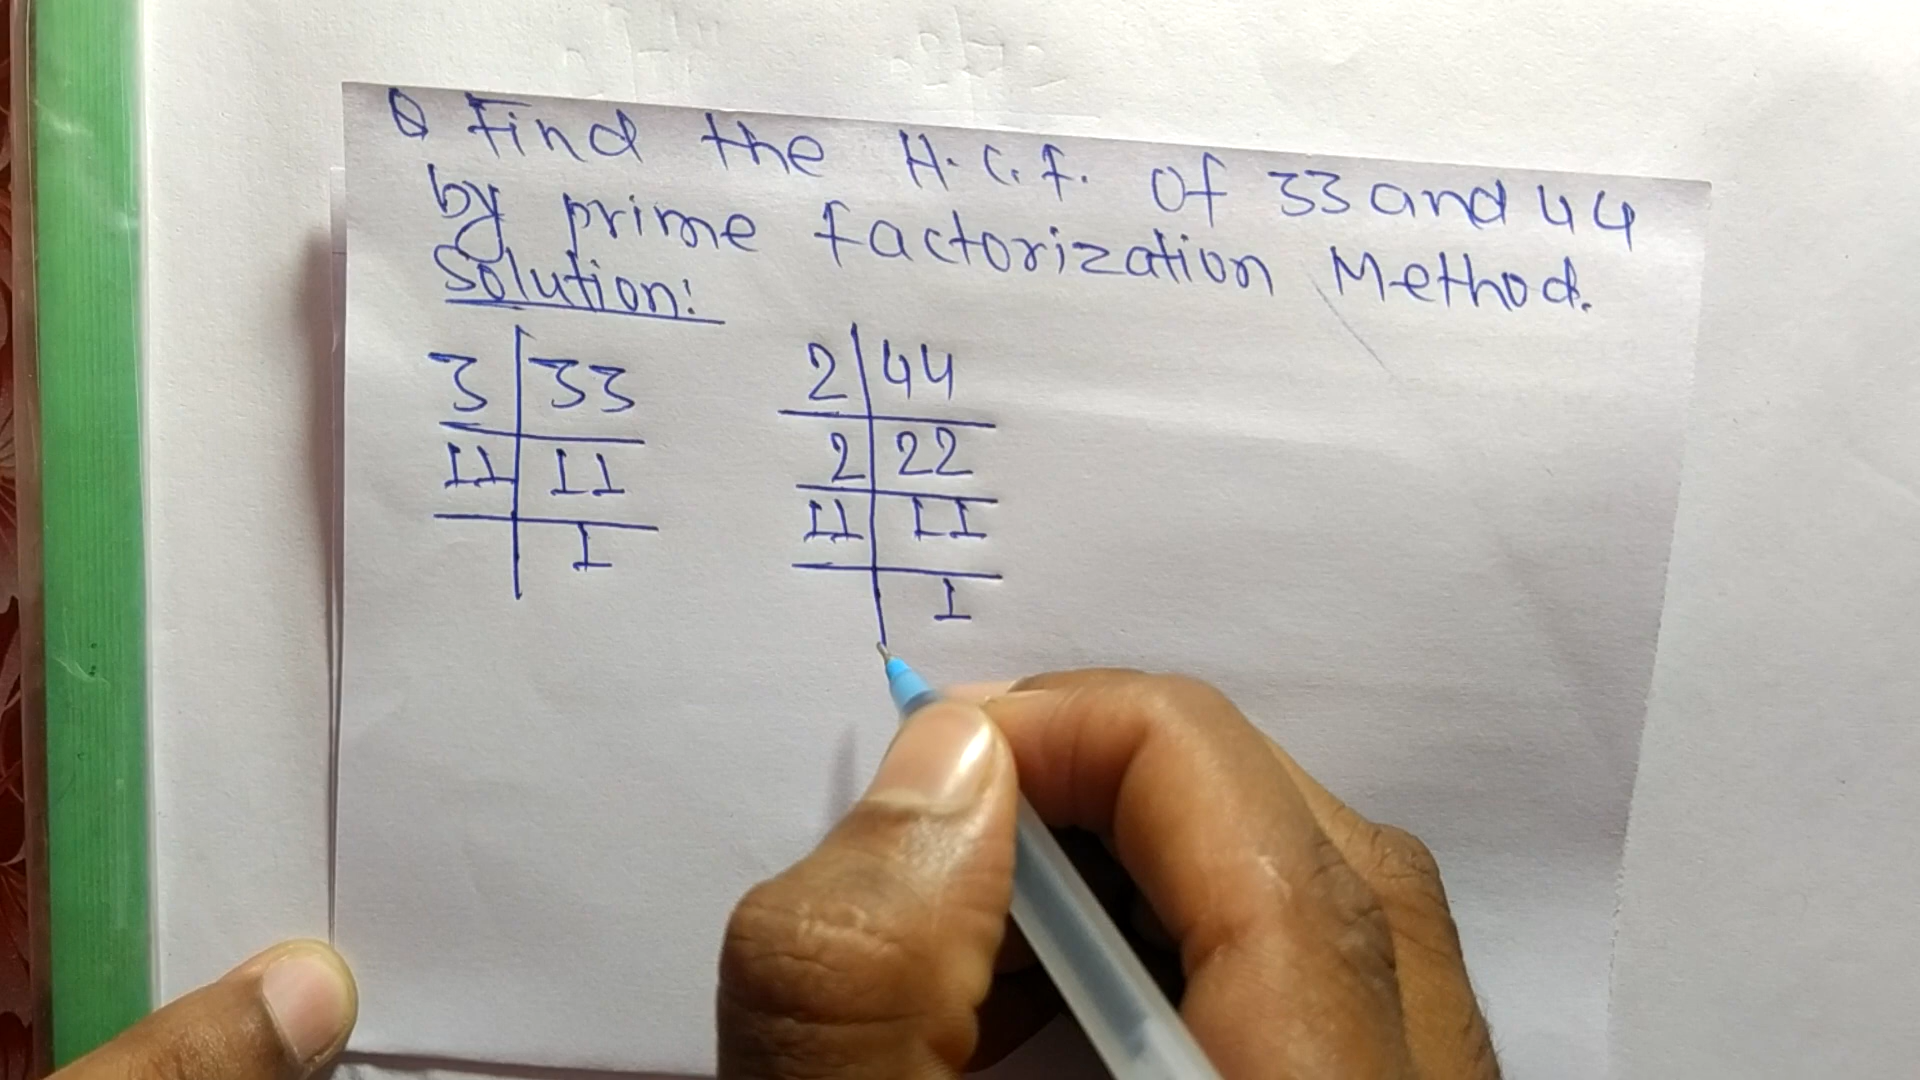 Q Find the H.C.f. of 33 and 44
by prime factorization Method.
Solution:
3 | 33
11 | 11
1
2 | 44
2 | 22
11 | 11
1